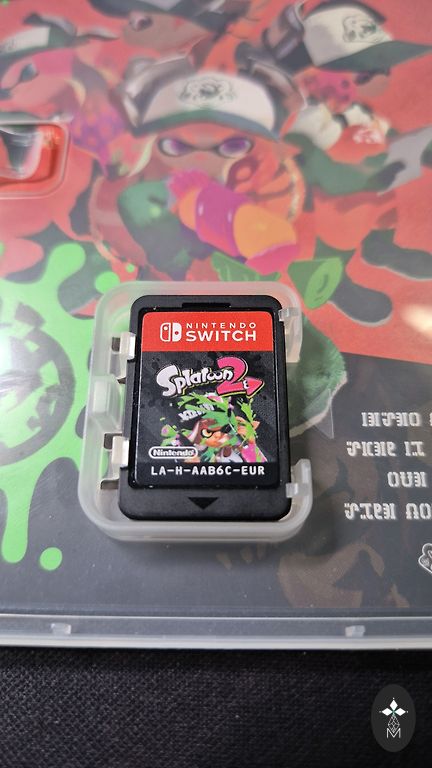 NINTENDO
SWITCH
Splatoon 2
Nintendo
LA-H-AAB6C-EUR
M